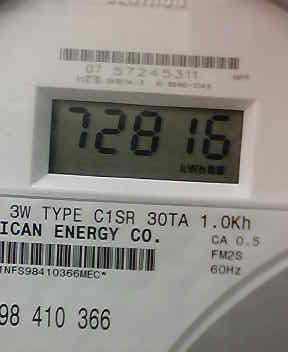 07 57245311
72816
KWH
3W TYPE C1SR 30TA 1.0Kh
ICAN ENERGY CO.
CA 0.5
FM2S
60Hz
1NFS98410366MEC*
98 410 366